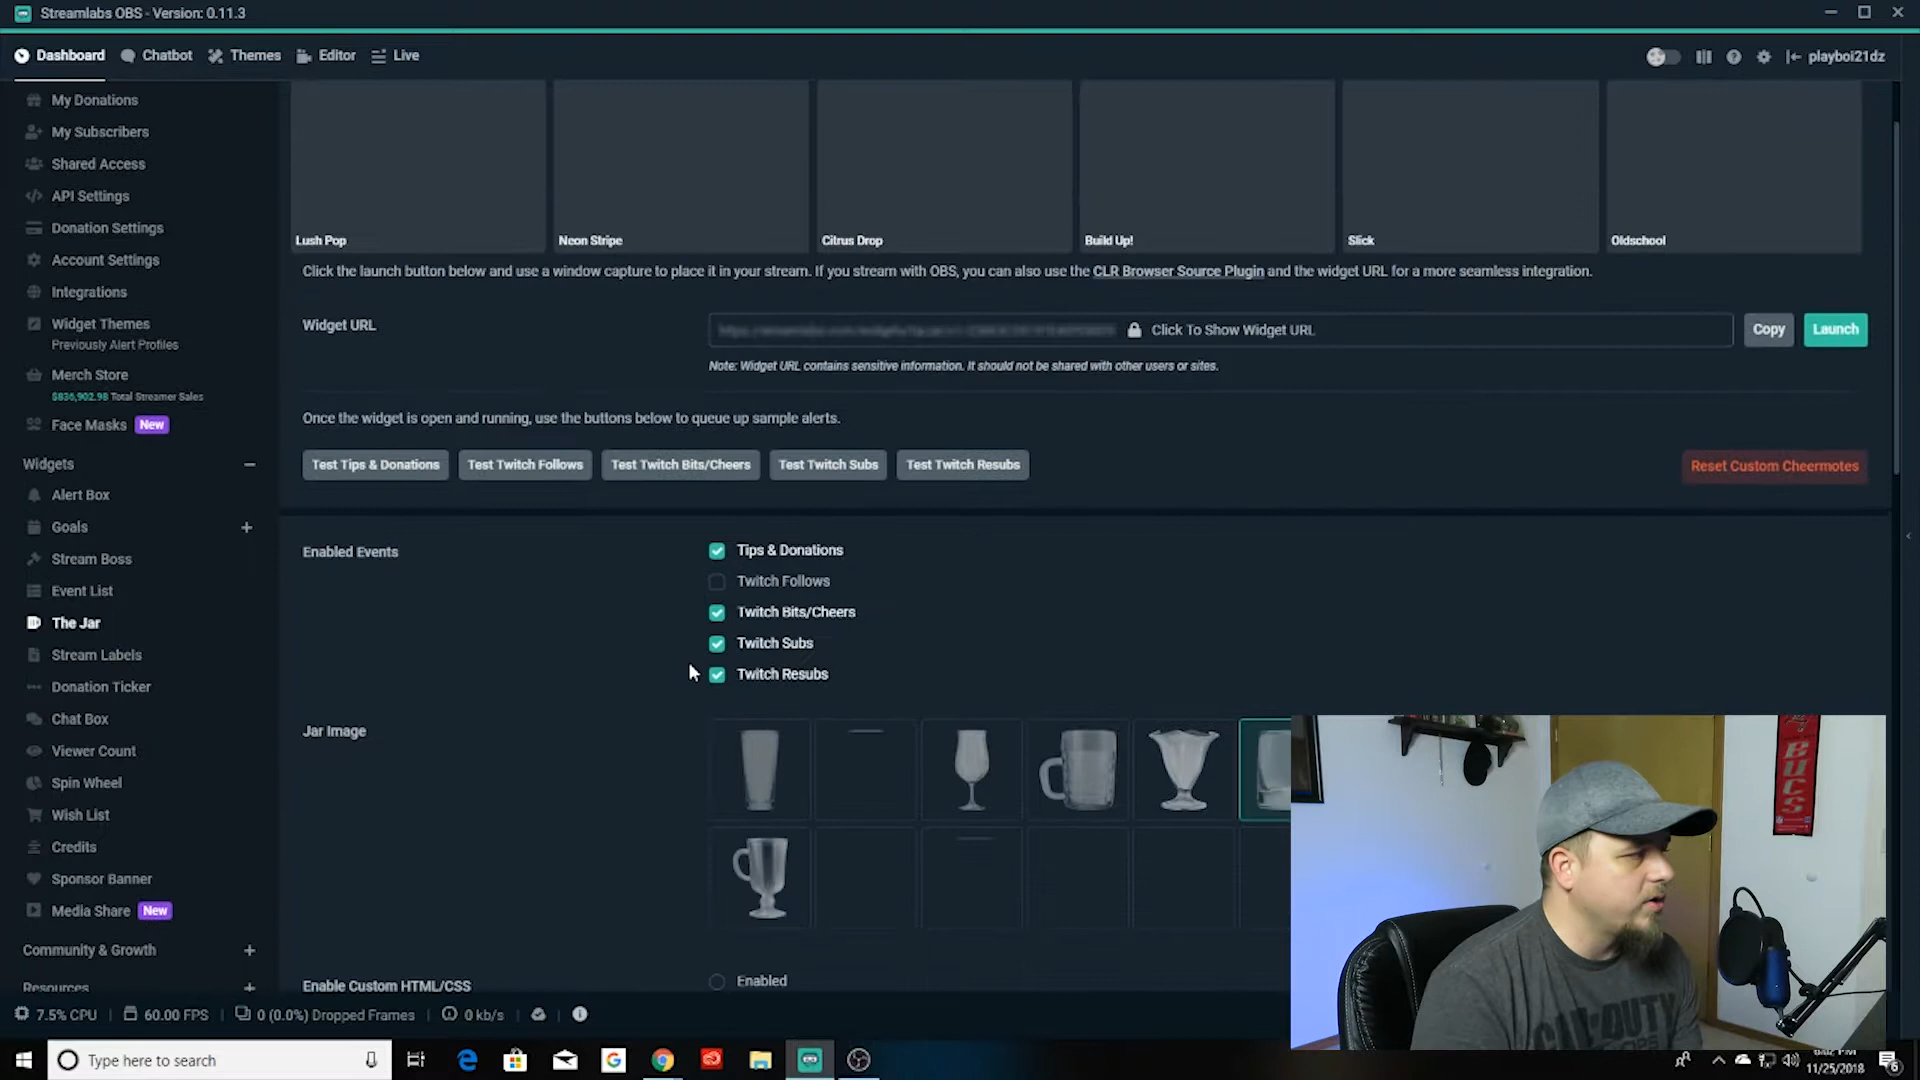 Streamlabs OBS - Version: 0.11.3
Dashboard Chatbot Themes Editor Live playboi21dz
My Donations
My Subscribers
Shared Access
API Settings
Donation Settings
Account Settings
Integrations
Widget Themes
Previously Alert Profiles
Merch Store
$836,902.98 Total Streamer Sales
Face Masks New
Widgets
Alert Box
Goals
Stream Boss
Event List
The Jar
Stream Labels
Donation Ticker
Chat Box
Viewer Count
Spin Wheel
Wish List
Credits
Sponsor Banner
Media Share New
Community & Growth
Resources
Lush Pop Neon Stripe Citrus Drop Build Up! Slick Oldschool
Click the launch button below and use a window capture to place it in your stream. If you stream with OBS, you can also use the CLR Browser Source Plugin and the widget URL for a more seamless integration.
Widget URL Click To Show Widget URL Copy Launch
Note: Widget URL contains sensitive information. It should not be shared with other users or sites.
Once the widget is open and running, use the buttons below to queue up sample alerts.
Test Tips & Donations Test Twitch Follows Test Twitch Bits/Cheers Test Twitch Subs Test Twitch Resubs Reset Custom Cheermotes
Enabled Events Tips & Donations
Twitch Follows
Twitch Bits/Cheers
Twitch Subs
Twitch Resubs
Jar Image
Enable Custom HTML/CSS Enabled
BUCS
CALL OF DUTY
7.5% CPU 60.00 FPS 0 (0.0%) Dropped Frames 0 kb/s
Type here to search
11/25/2018
6